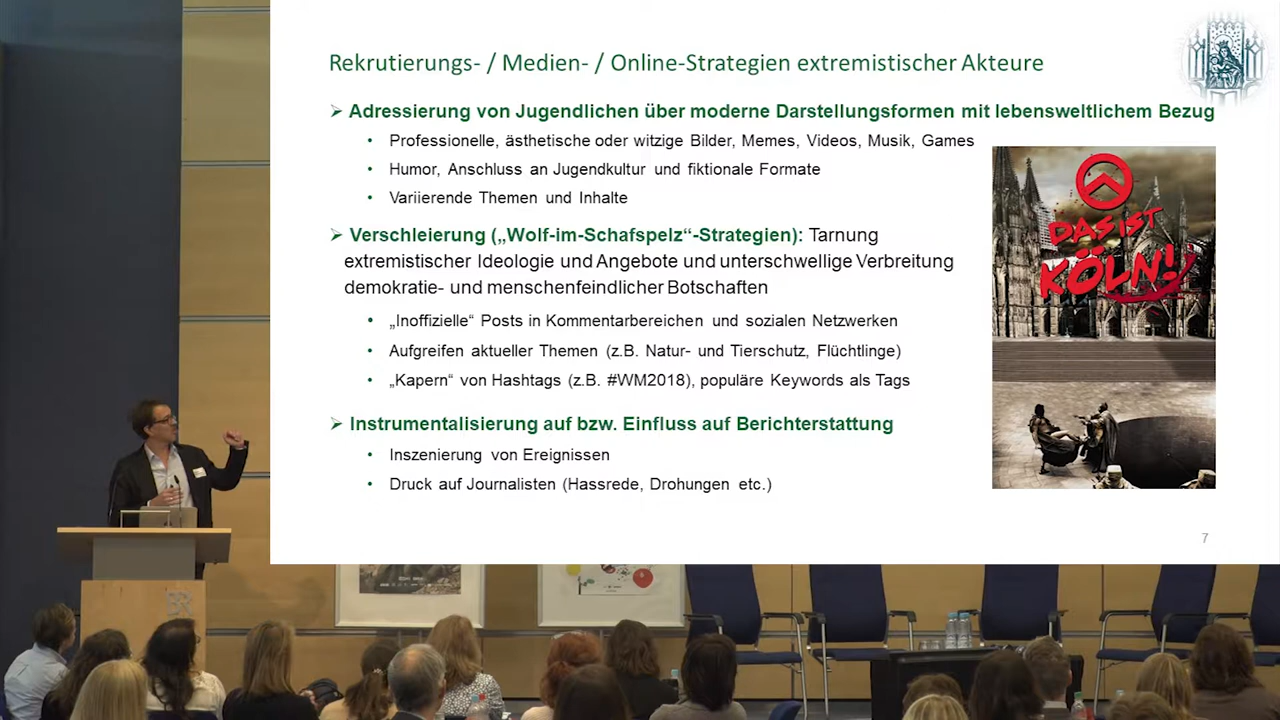 Rekrutierungs- / Medien- / Online-Strategien extremistischer Akteure
➢ Adressierung von Jugendlichen über moderne Darstellungsformen mit lebensweltlichem Bezug
• Professionelle, ästhetische oder witzige Bilder, Memes, Videos, Musik, Games
• Humor, Anschluss an Jugendkultur und fiktionale Formate
• Variierende Themen und Inhalte
➢ Verschleierung („Wolf-im-Schafspelz“-Strategien): Tarnung
extremistischer Ideologie und Angebote und unterschwellige Verbreitung
demokratie- und menschenfeindlicher Botschaften
• „Inoffizielle“ Posts in Kommentarbereichen und sozialen Netzwerken
• Aufgreifen aktueller Themen (z.B. Natur- und Tierschutz, Flüchtlinge)
• „Kapern“ von Hashtags (z.B. #WM2018), populäre Keywords als Tags
➢ Instrumentalisierung auf bzw. Einfluss auf Berichterstattung
• Inszenierung von Ereignissen
• Druck auf Journalisten (Hassrede, Drohungen etc.)
DAS IST
KÖLN!
7
BR